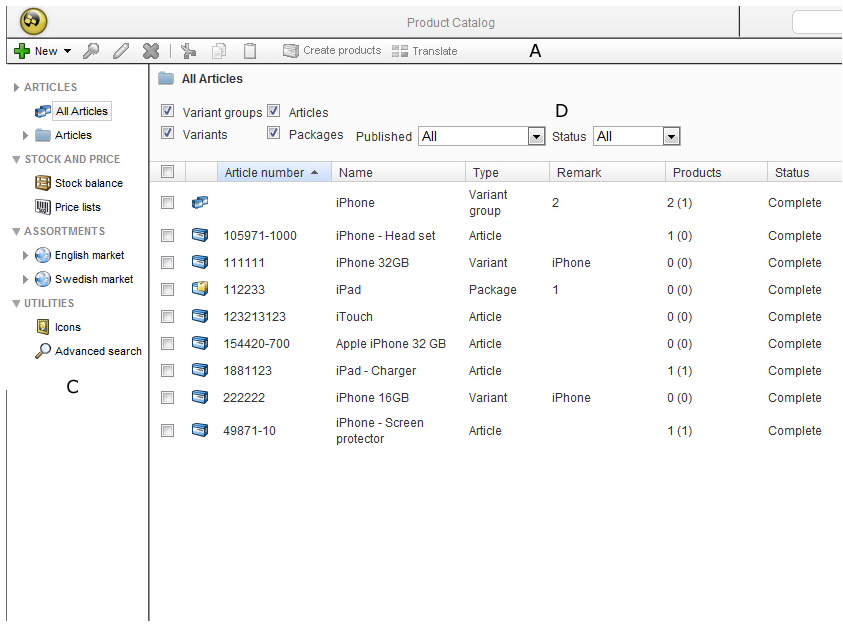 Product Catalog
New Create products Translate A
ARTICLES
All Articles
Articles
STOCK AND PRICE
Stock balance
Price lists
ASSORTMENTS
English market
Swedish market
UTILITIES
Icons
Advanced search
C
All Articles
D
Variant groups Articles
Variants Packages Published All Status All
Article number Name Type Remark Products Status
iPhone Variant group 2 2 (1) Complete
105971-1000 iPhone - Head set Article 1 (0) Complete
111111 iPhone 32GB Variant iPhone 0 (0) Complete
112233 iPad Package 1 0 (0) Complete
123213123 iTouch Article 0 (0) Complete
154420-700 Apple iPhone 32 GB Article 0 (0) Complete
1881123 iPad - Charger Article 1 (1) Complete
222222 iPhone 16GB Variant iPhone 0 (0) Complete
49871-10 iPhone - Screen protector Article 1 (1) Complete